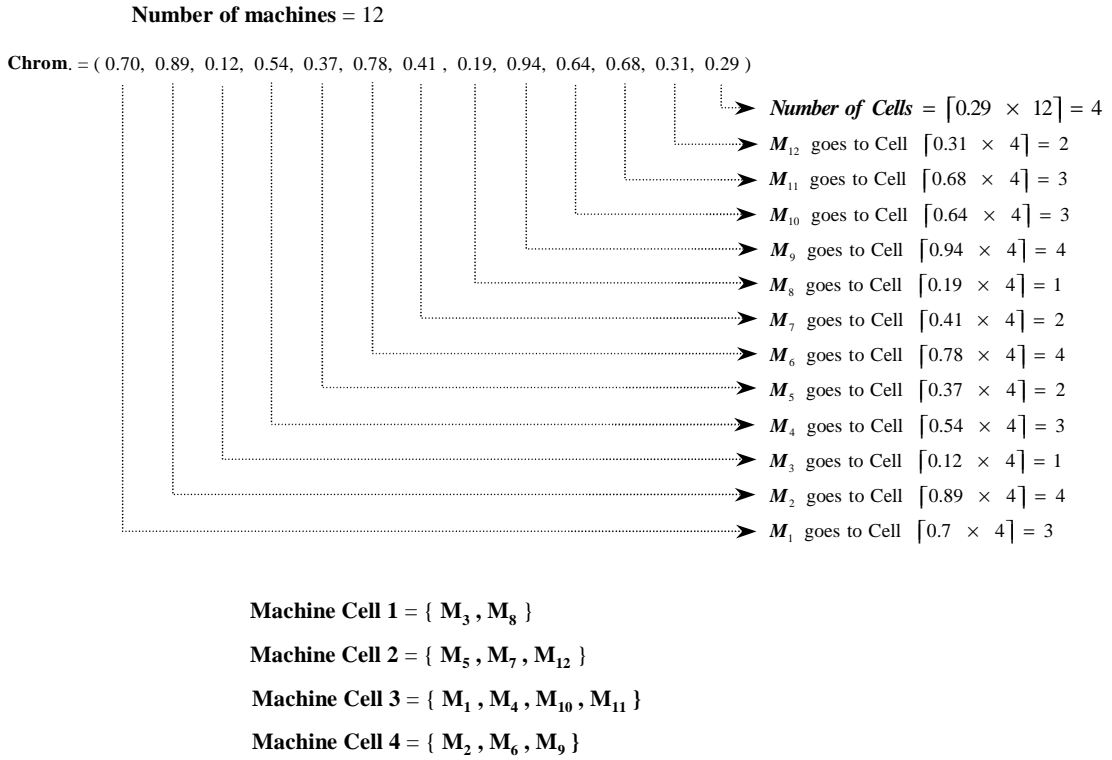 Number of machines = 12
Chrom. = ( 0.70, 0.89, 0.12, 0.54, 0.37, 0.78, 0.41 , 0.19, 0.94, 0.64, 0.68, 0.31, 0.29 )
Number of Cells = ⌈0.29 × 12⌉ = 4
M₁₂ goes to Cell ⌈0.31 × 4⌉ = 2
M₁₁ goes to Cell ⌈0.68 × 4⌉ = 3
M₁₀ goes to Cell ⌈0.64 × 4⌉ = 3
M₉ goes to Cell ⌈0.94 × 4⌉ = 4
M₈ goes to Cell ⌈0.19 × 4⌉ = 1
M₇ goes to Cell ⌈0.41 × 4⌉ = 2
M₆ goes to Cell ⌈0.78 × 4⌉ = 4
M₅ goes to Cell ⌈0.37 × 4⌉ = 2
M₄ goes to Cell ⌈0.54 × 4⌉ = 3
M₃ goes to Cell ⌈0.12 × 4⌉ = 1
M₂ goes to Cell ⌈0.89 × 4⌉ = 4
M₁ goes to Cell ⌈0.7 × 4⌉ = 3
Machine Cell 1 = { M₃ , M₈ }
Machine Cell 2 = { M₅ , M₇ , M₁₂ }
Machine Cell 3 = { M₁ , M₄ , M₁₀ , M₁₁ }
Machine Cell 4 = { M₂ , M₆ , M₉ }